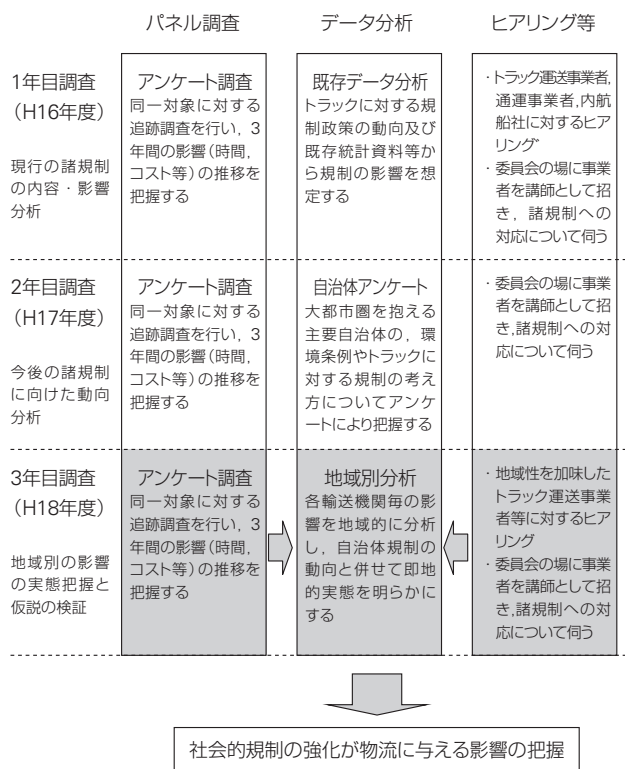 パネル調査
データ分析
ヒアリング等
1年目調査
（H16年度）
現行の諸規制
の内容・影響
分析
アンケート調査
同一対象に対する
追跡調査を行い，3
年間の影響（時間，
コスト等）の推移を
把握する
既存データ分析
トラックに対する規
制政策の動向及び
既存統計資料等か
ら規制の影響を想
定する
・トラック運送事業者，
通運事業者，内航
船社に対するヒア
リング
・委員会の場に事業
者を講師として招
き，諸規制への
対応について伺う
2年目調査
（H17年度）
今後の諸規制
に向けた動向
分析
アンケート調査
同一対象に対する
追跡調査を行い，3
年間の影響（時間，
コスト等）の推移を
把握する
自治体アンケート
大都市圏を抱える
主要自治体の，環
境条例やトラックに
対する規制の考え
方についてアンケ
ートにより把握する
・委員会の場に事業
者を講師として招
き，諸規制への対
応について伺う
3年目調査
（H18年度）
地域別の影響
の実態把握と
仮説の検証
アンケート調査
同一対象に対する
追跡調査を行い，3
年間の影響（時間，
コスト等）の推移を
把握する
地域別分析
各輸送機関毎の影
響を地域的に分析
し，自治体規制の
動向と併せて即地
的実態を明らかに
する
・地域性を加味した
トラック運送事業
者等に対するヒア
リング
・委員会の場に事業
者を講師として招
き，諸規制への対
応について伺う
社会的規制の強化が物流に与える影響の把握